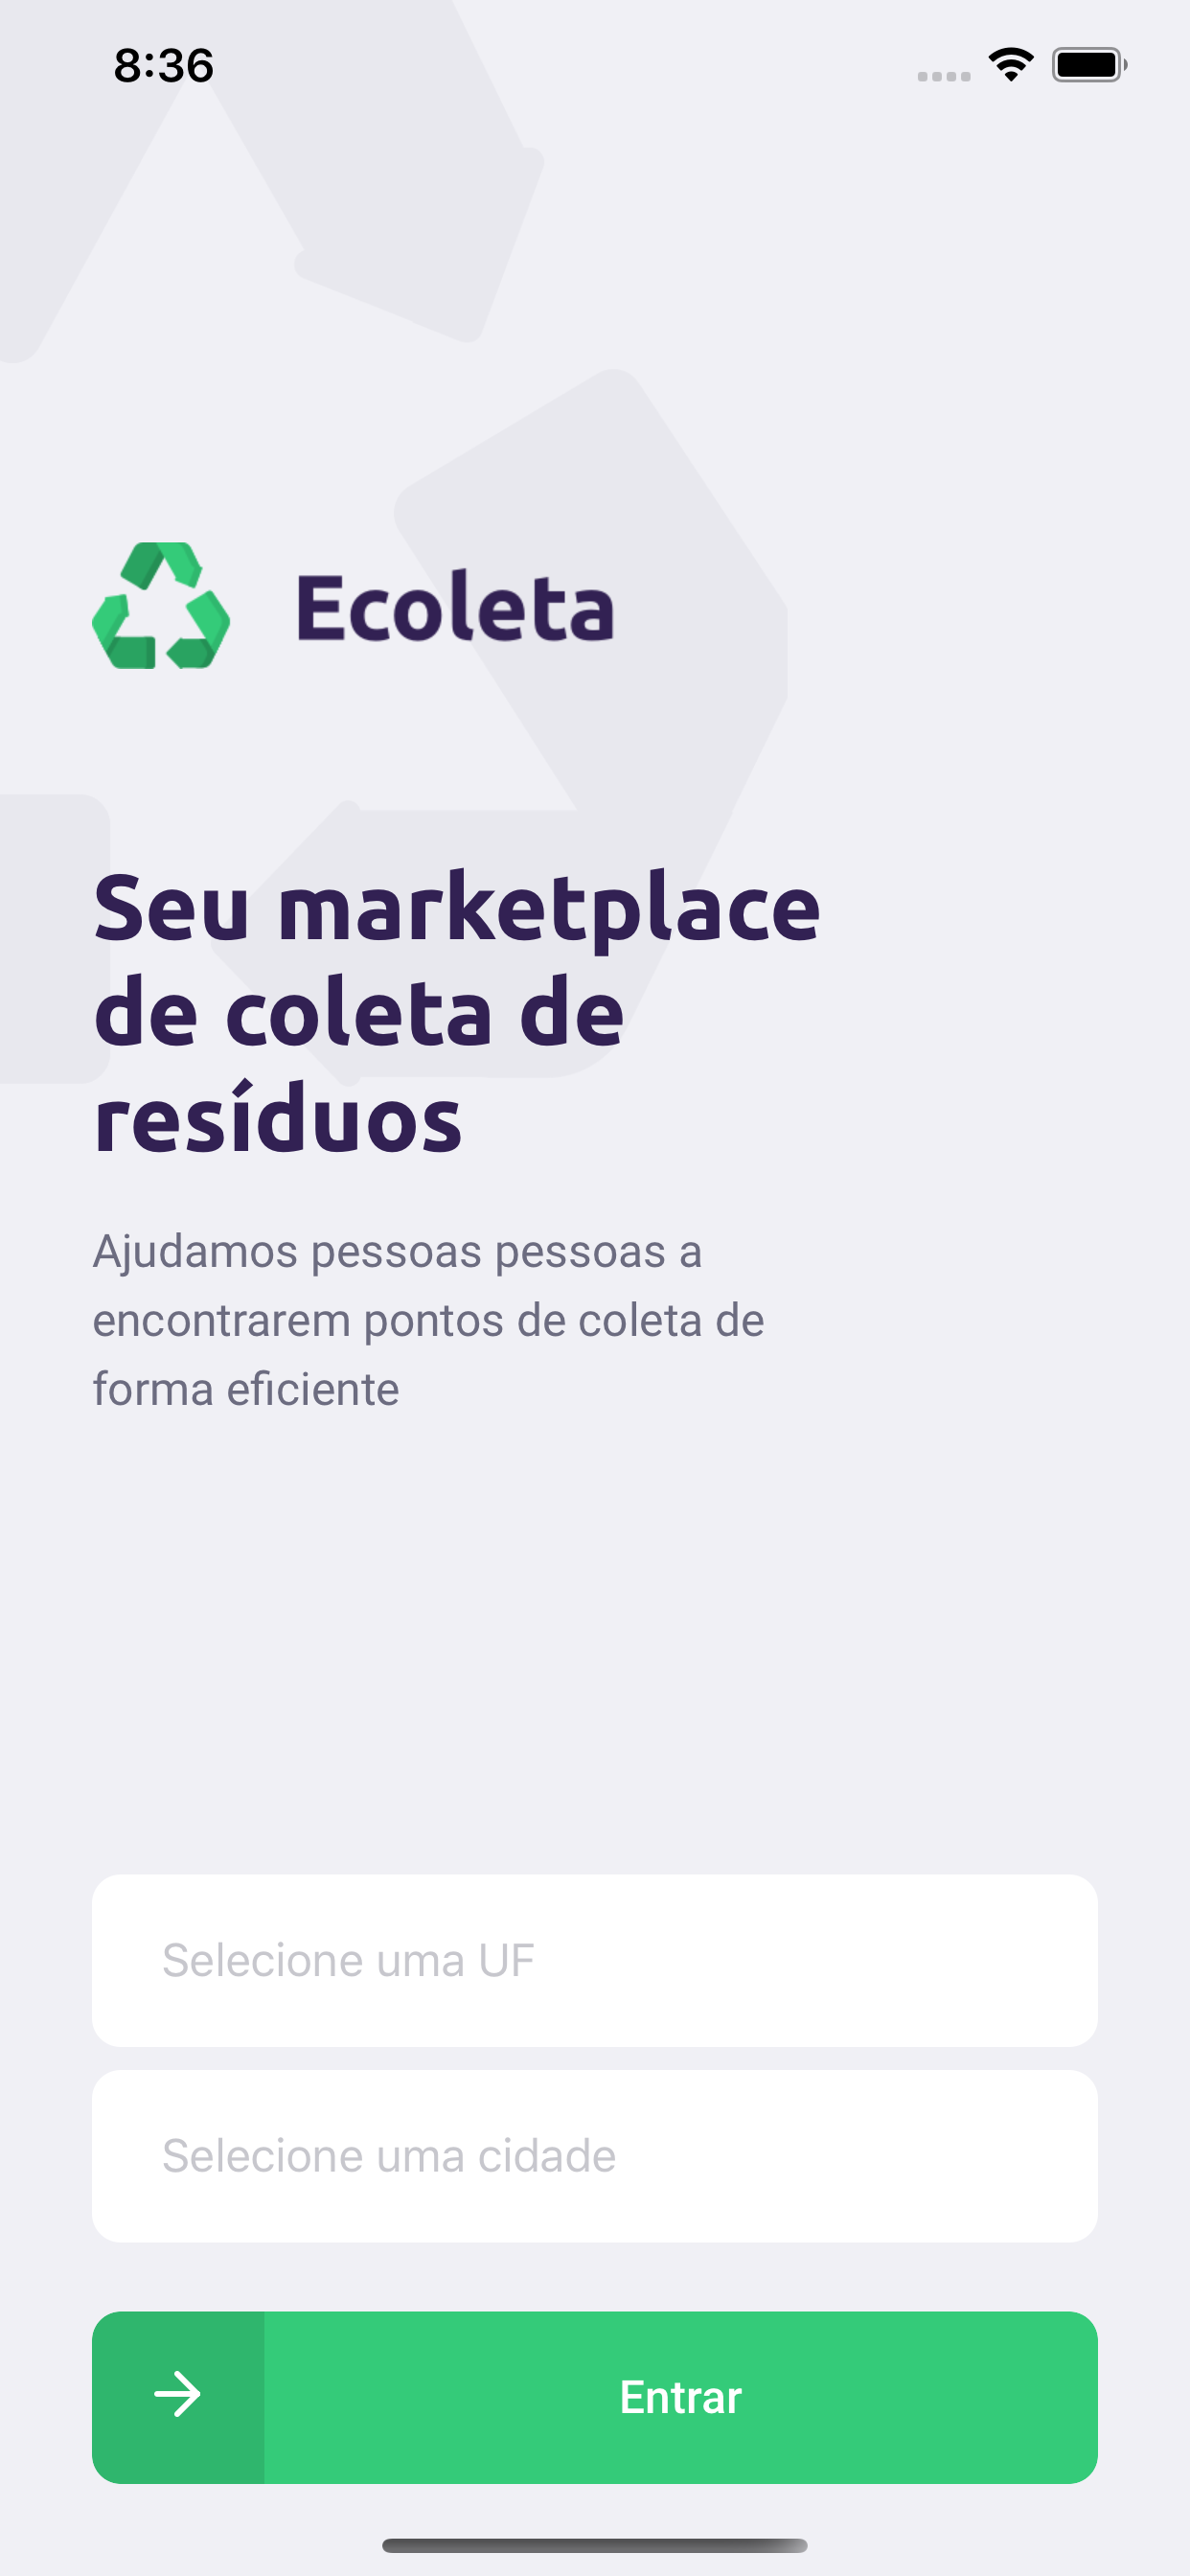 8:36
Ecoleta
Seu marketplace
de coleta de
resíduos
Ajudamos pessoas pessoas a
encontrarem pontos de coleta de
forma eficiente
Selecione uma UF
Selecione uma cidade
Entrar